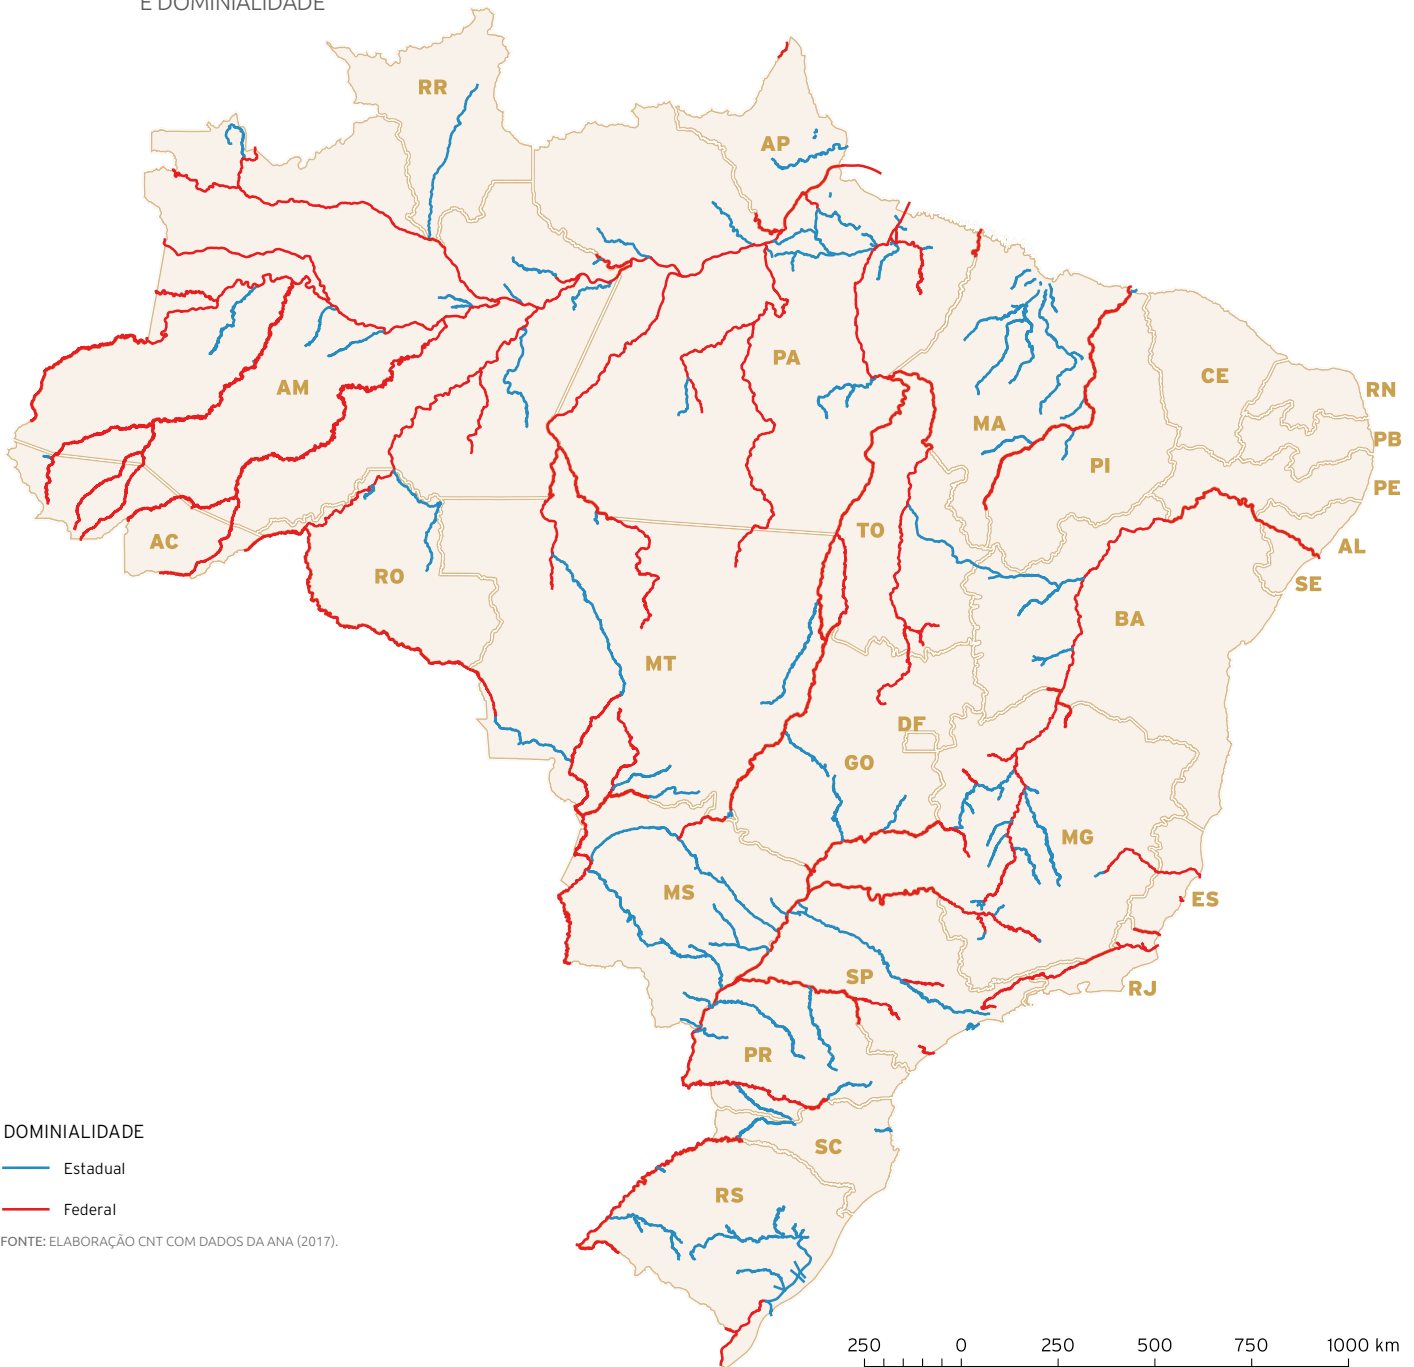 E DOMINIALIDADE
RR
AP
AM
PA
MA
CE
RN
PB
PE
PI
AL
SE
AC
RO
TO
BA
MT
DF
GO
MG
ES
MS
SP
RJ
PR
SC
RS
DOMINIALIDADE
Estadual
Federal
FONTE: ELABORAÇÃO CNT COM DADOS DA ANA (2017).
250 0 250 500 750 1000 km